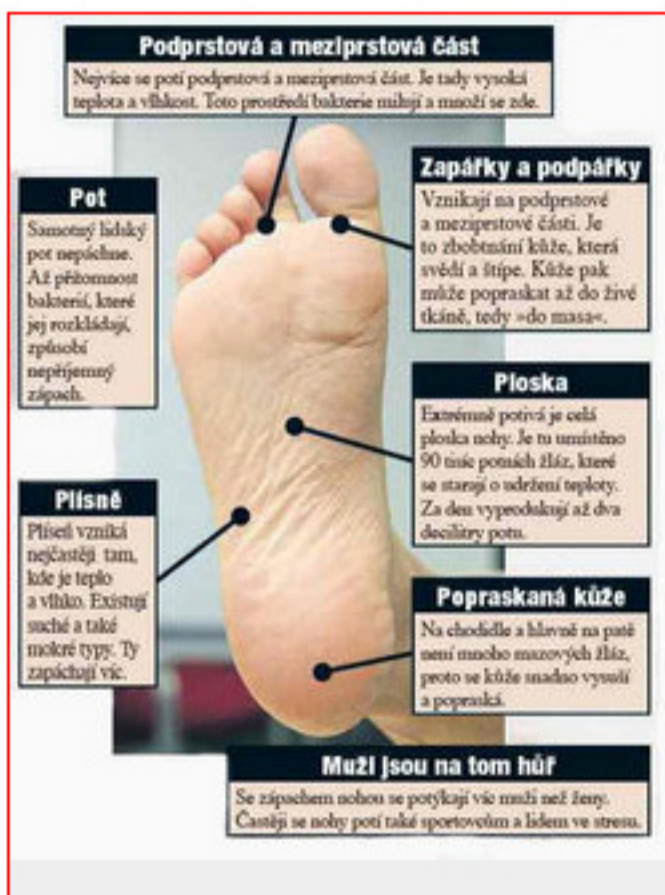 Podprstová a meziprstová část
Nejvíce se potí podprstová a meziprstová část. Je tady vysoká
teplota a vlhkost. Toto prostředí bakterie milují a množí se zde.
Pot
Samotný lidský
pot nepáchne.
Až přítomnost
bakterií, které
jej rozkládají,
způsobí
nepříjemný
zápach.
Zapářky a podpářky
Vznikají na podprstové
a meziprstové části. Je
to zbobtnání kůže, která
svědí a štípe. Kůže pak
může popraskat až do živé
tkáně, tedy »do masa«.
Ploska
Extrémně potivá je celá
ploska nohy. Je tu umístěno
90 tisíc potních žláz, které
se starají o udržení teploty.
Za den vyprodukují až dva
decilitry potu.
Plísně
Plíseň vzniká
nejčastěji tam,
kde je teplo
a vlhko. Existují
suché a také
mokré typy. Ty
zapáchají víc.
Popraskaná kůže
Na chodidle a hlavně na patě
není mnoho mazových žláz,
proto se kůže snadno vysuší
a popraská.
Muži jsou na tom hůř
Se zápachem nohou se potýkají víc muži než ženy.
Častěji se nohy potí také sportovcům a lidem ve stresu.